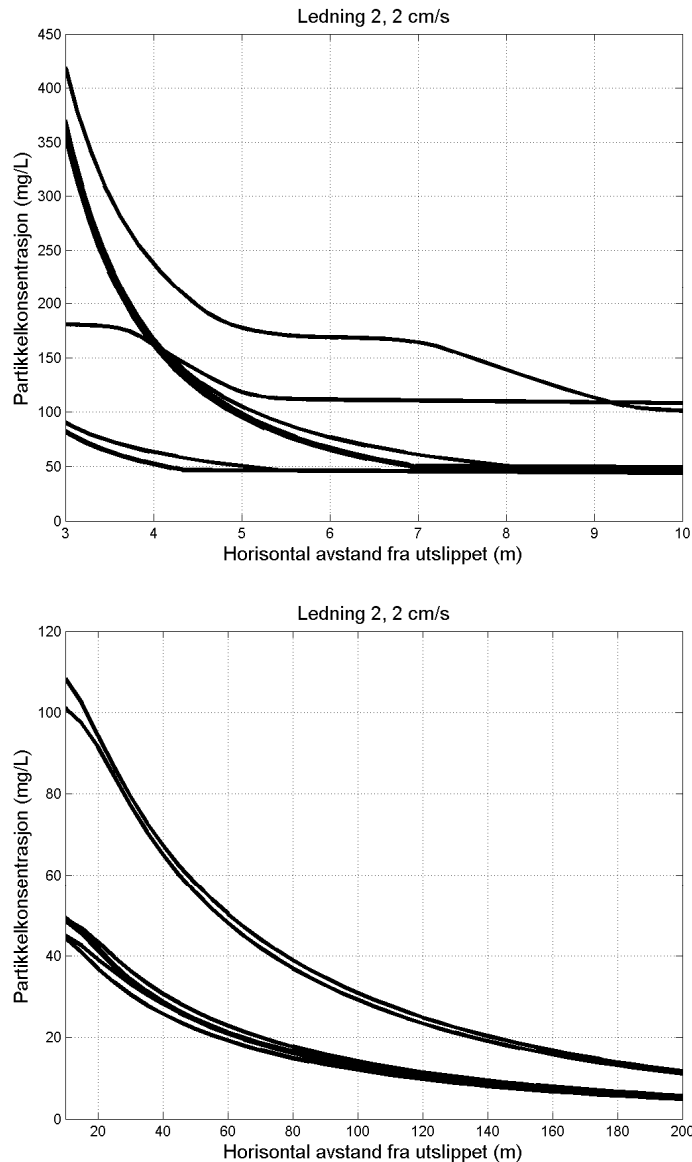 Ledning 2, 2 cm/s
450
400
350
300
250
200
150
100
50
0
Partikkelkonsentrasjon (mg/L)
3 4 5 6 7 8 9 10
Horisontal avstand fra utslippet (m)
Ledning 2, 2 cm/s
120
100
80
60
40
20
0
Partikkelkonsentrasjon (mg/L)
20 40 60 80 100 120 140 160 180 200
Horisontal avstand fra utslippet (m)